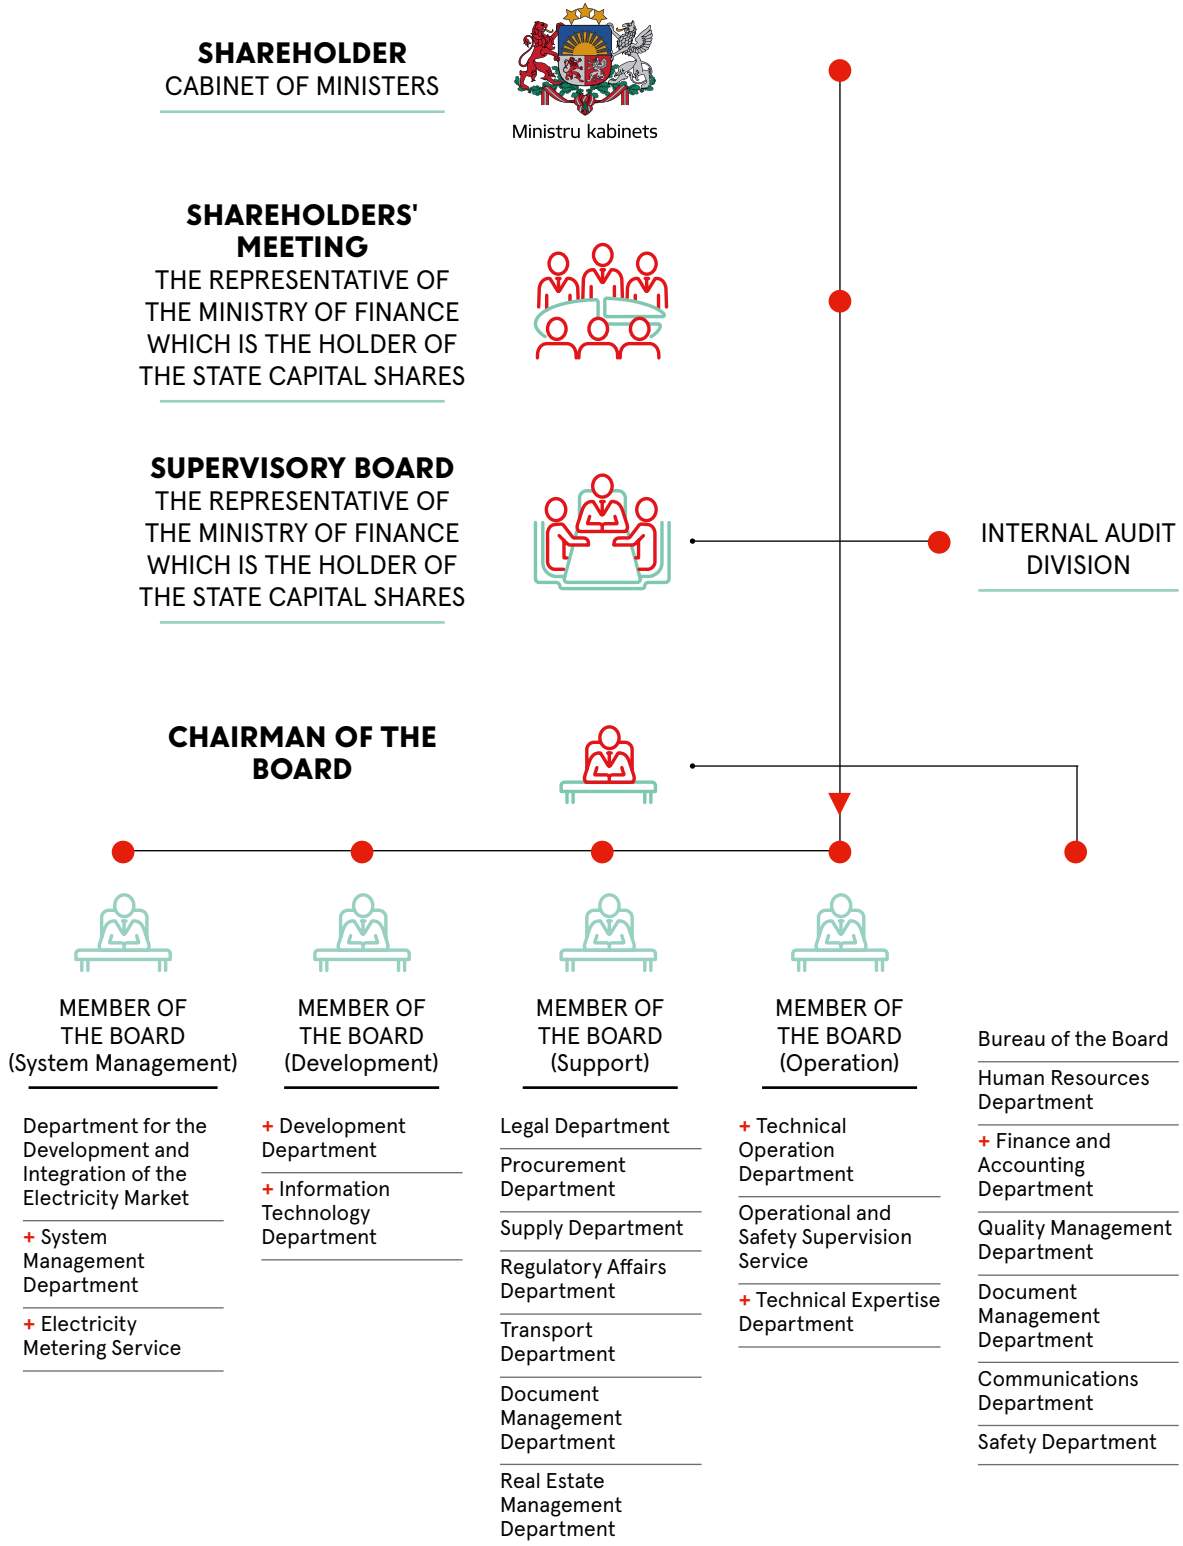 SHAREHOLDER
CABINET OF MINISTERS
Ministru kabinets
SHAREHOLDERS'
MEETING
THE REPRESENTATIVE OF
THE MINISTRY OF FINANCE
WHICH IS THE HOLDER OF
THE STATE CAPITAL SHARES
SUPERVISORY BOARD
THE REPRESENTATIVE OF
THE MINISTRY OF FINANCE
WHICH IS THE HOLDER OF
THE STATE CAPITAL SHARES
INTERNAL AUDIT
DIVISION
CHAIRMAN OF THE
BOARD
MEMBER OF
THE BOARD
(System Management)
Department for the
Development and
Integration of the
Electricity Market
+ System
Management
Department
+ Electricity
Metering Service
MEMBER OF
THE BOARD
(Development)
+ Development
Department
+ Information
Technology
Department
MEMBER OF
THE BOARD
(Support)
Legal Department
Procurement
Department
Supply Department
Regulatory Affairs
Department
Transport
Department
Document
Management
Department
Real Estate
Management
Department
MEMBER OF
THE BOARD
(Operation)
+ Technical
Operation
Department
Operational and
Safety Supervision
Service
+ Technical Expertise
Department
Bureau of the Board
Human Resources
Department
+ Finance and
Accounting
Department
Quality Management
Department
Document
Management
Department
Communications
Department
Safety Department